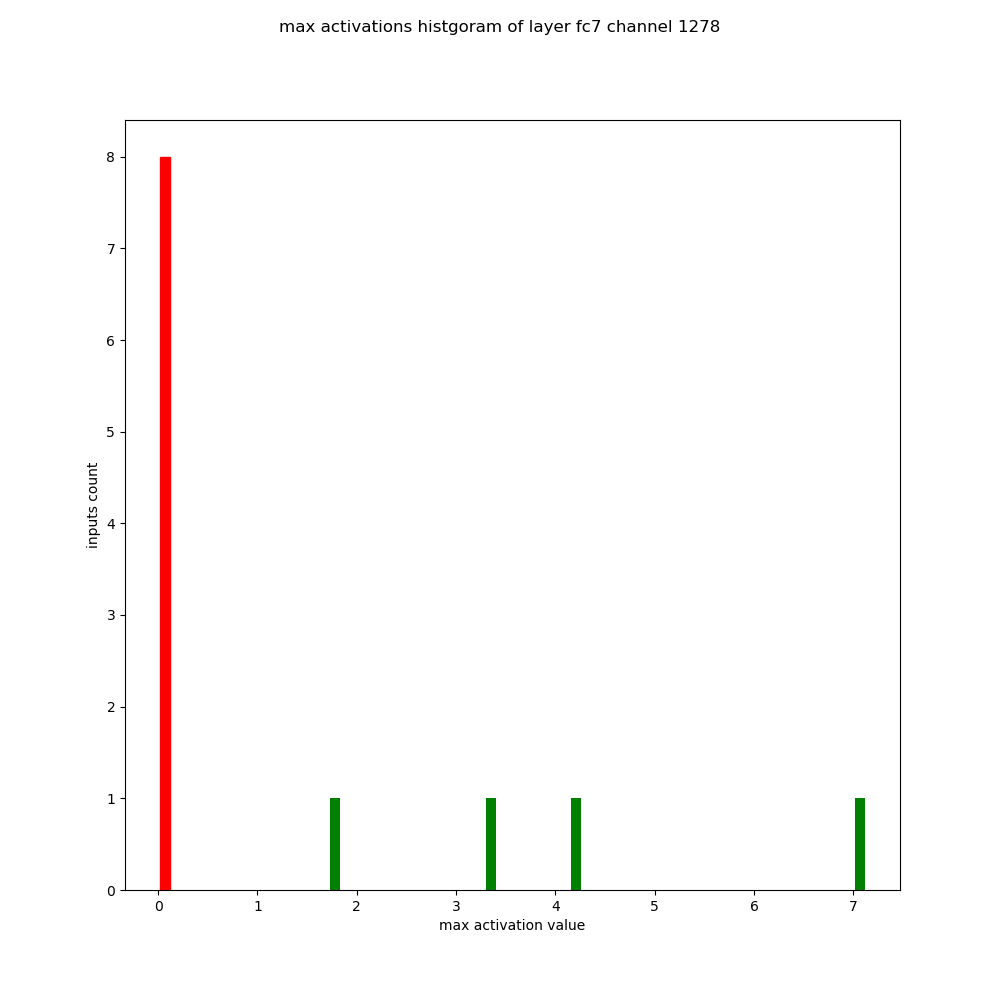 max activations histgoram of layer fc7 channel 1278
8
7
6
5
4
3
2
1
0
inputs count
0 1 2 3 4 5 6 7
max activation value